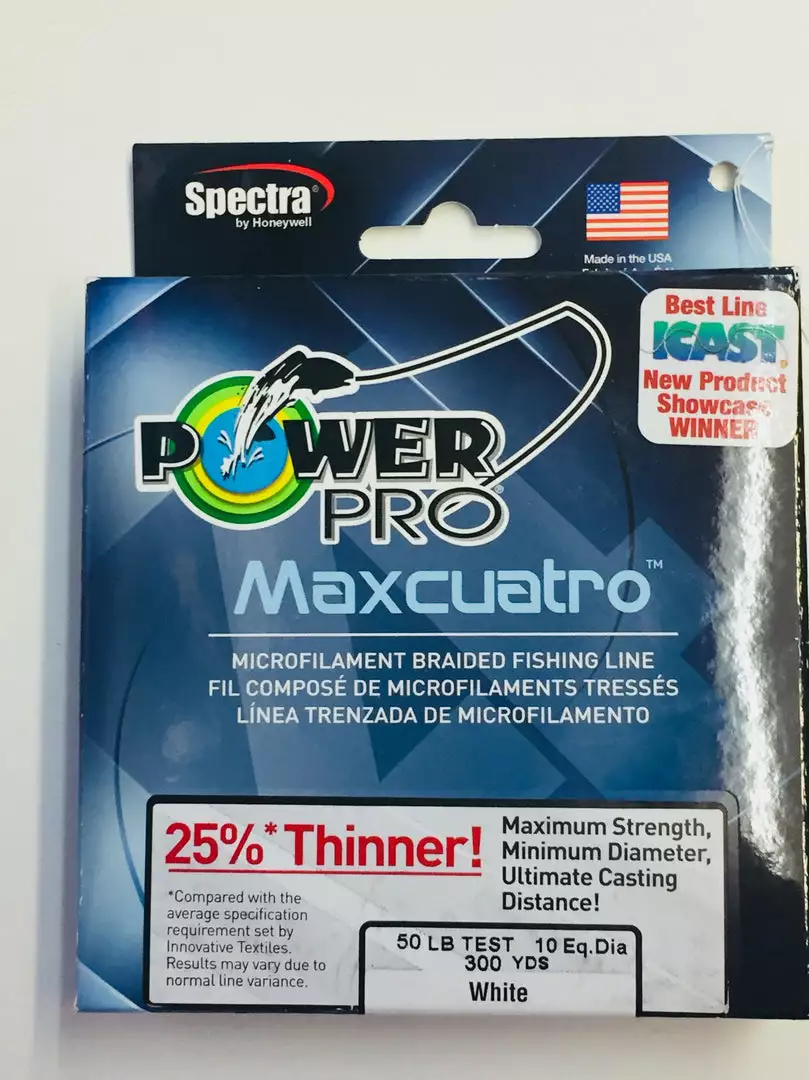 Spectra®
by Honeywell
Made in the USA
Best Line
ICAST®
New Product
Showcase
WINNER
POWER
PRO®
Maxcuatro™
MICROFILAMENT BRAIDED FISHING LINE
FIL COMPOSÉ DE MICROFILAMENTS TRESSÉS
LÍNEA TRENZADA DE MICROFILAMENTO
25%* Thinner!
*Compared with the
average specification
requirement set by
Innovative Textiles.
Results may vary due to
normal line variance.
Maximum Strength,
Minimum Diameter,
Ultimate Casting
Distance!
50 LB TEST 10 Eq.Dia
300 YDS
White